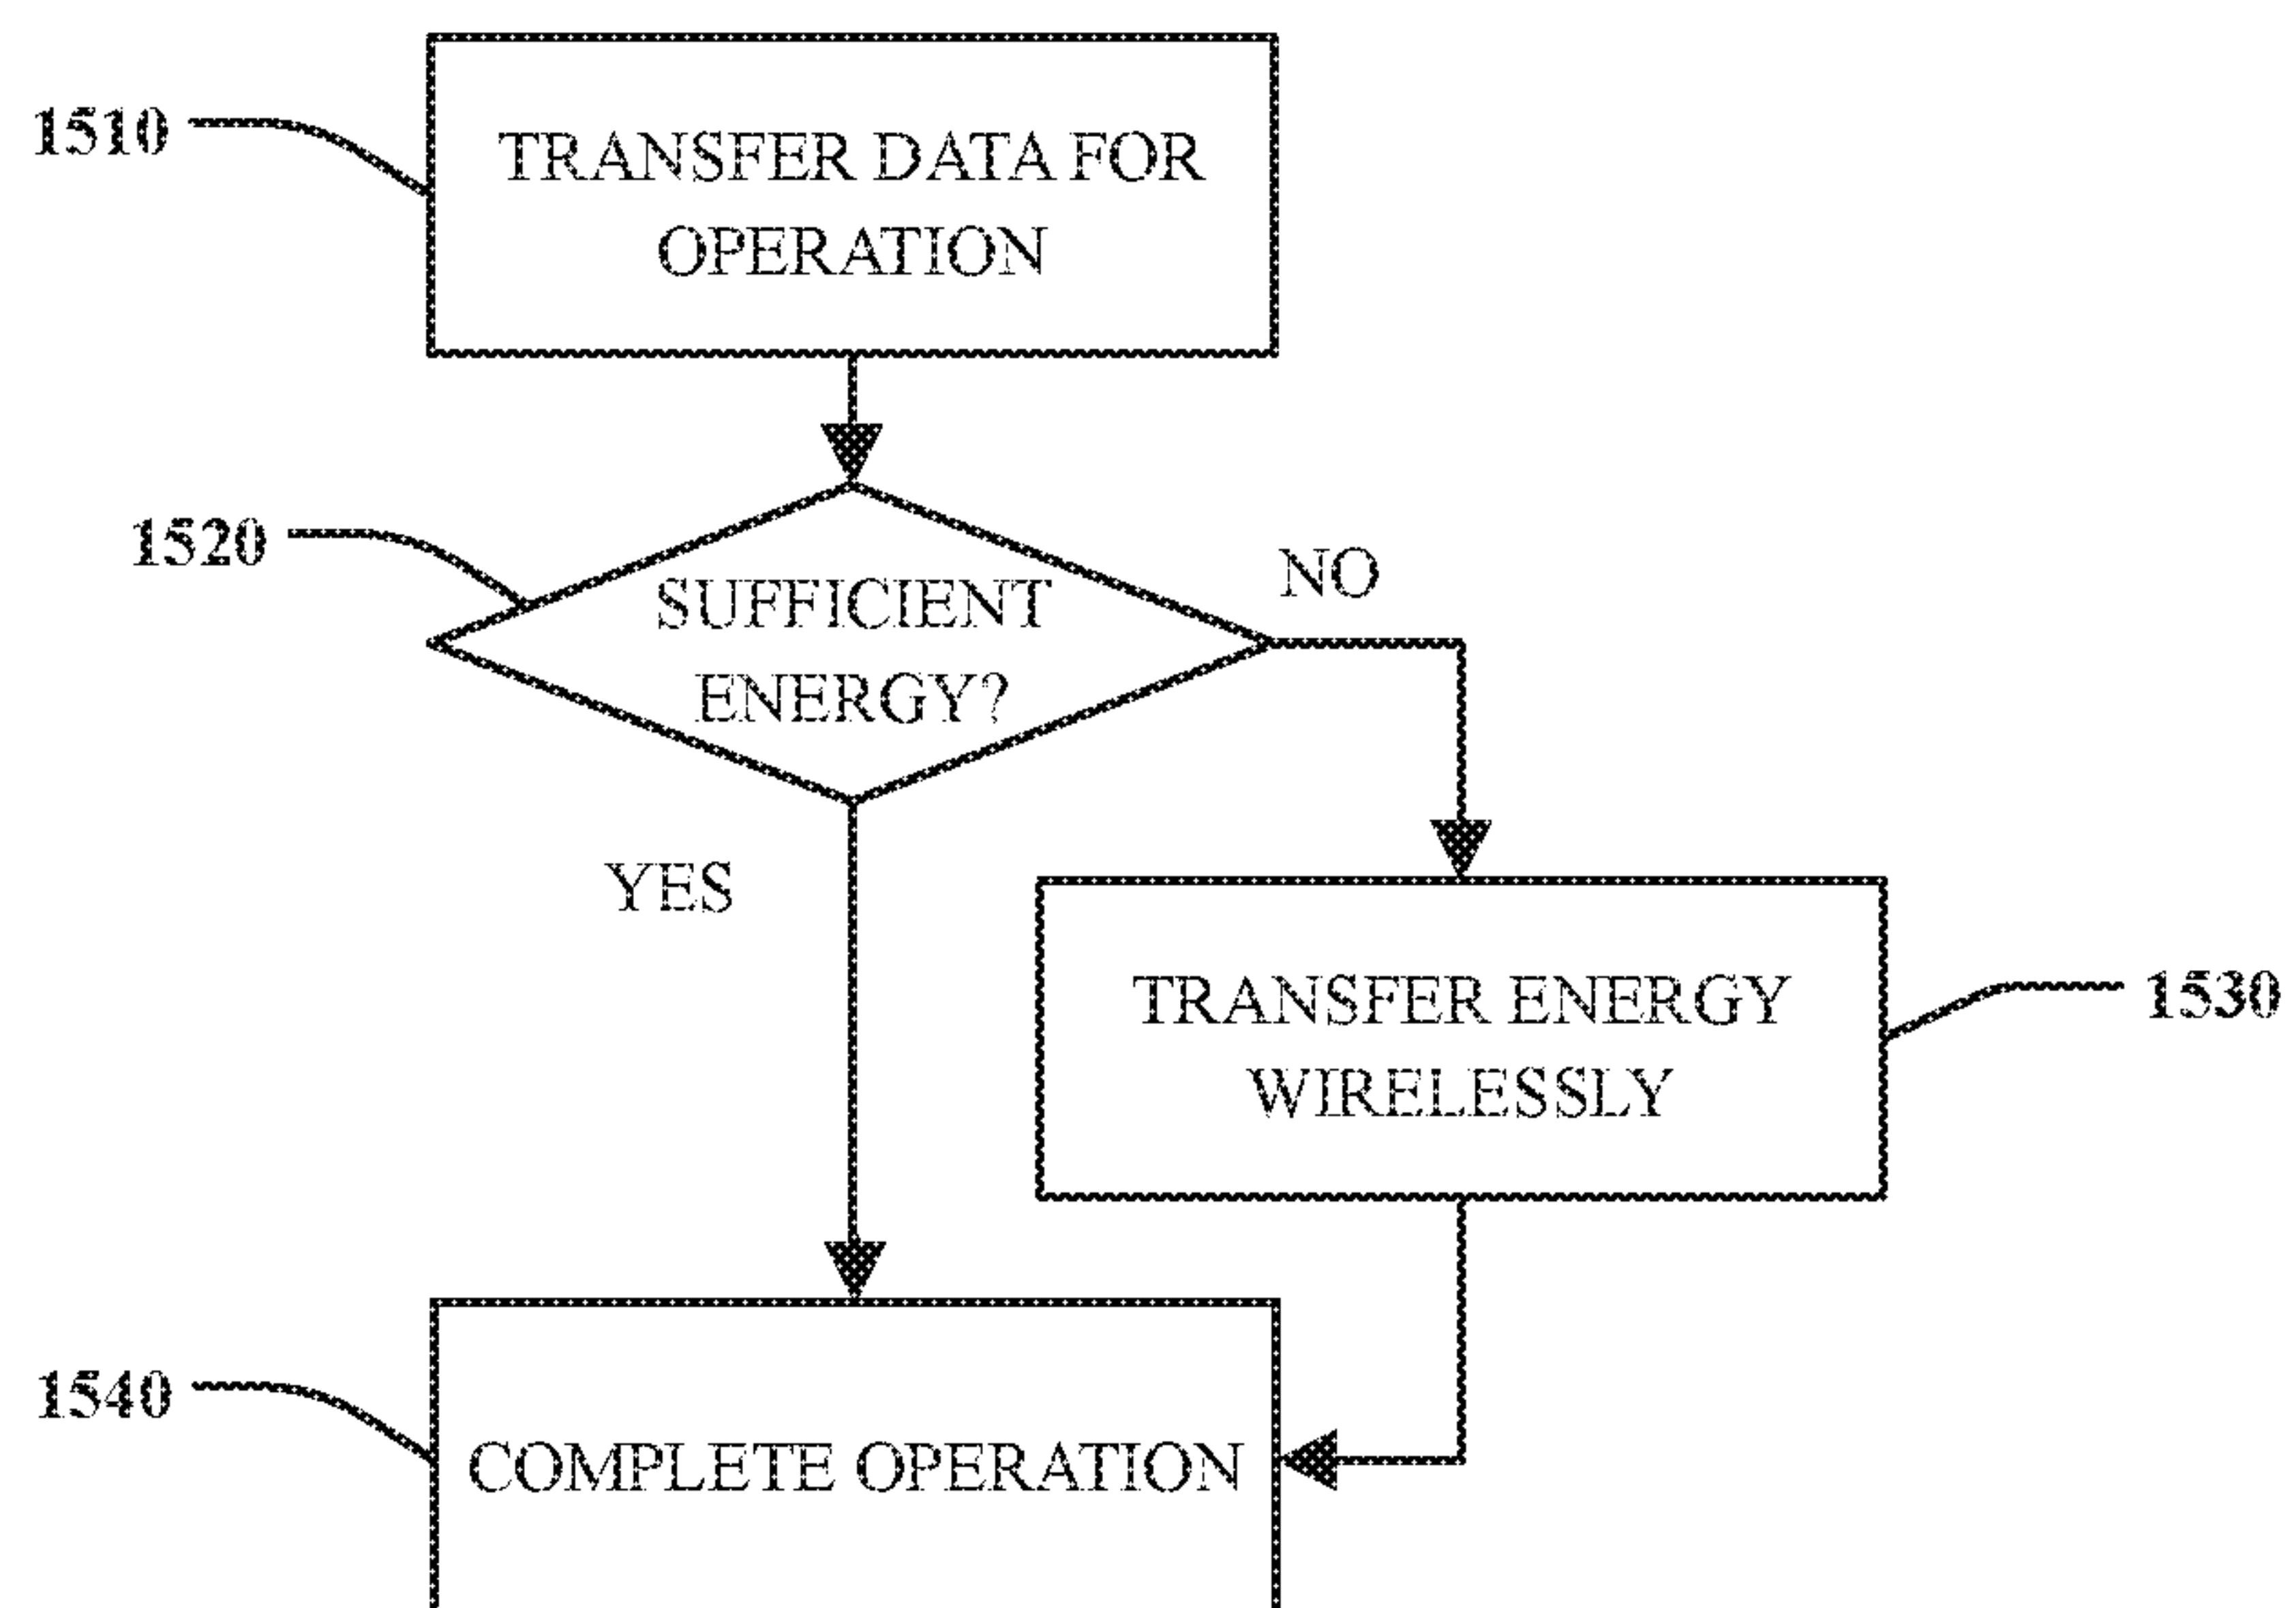 1510
TRANSFER DATA FOR
OPERATION
1520
SUFFICIENT
ENERGY?
NO
YES
TRANSFER ENERGY
WIRELESSLY
1530
1540
COMPLETE OPERATION